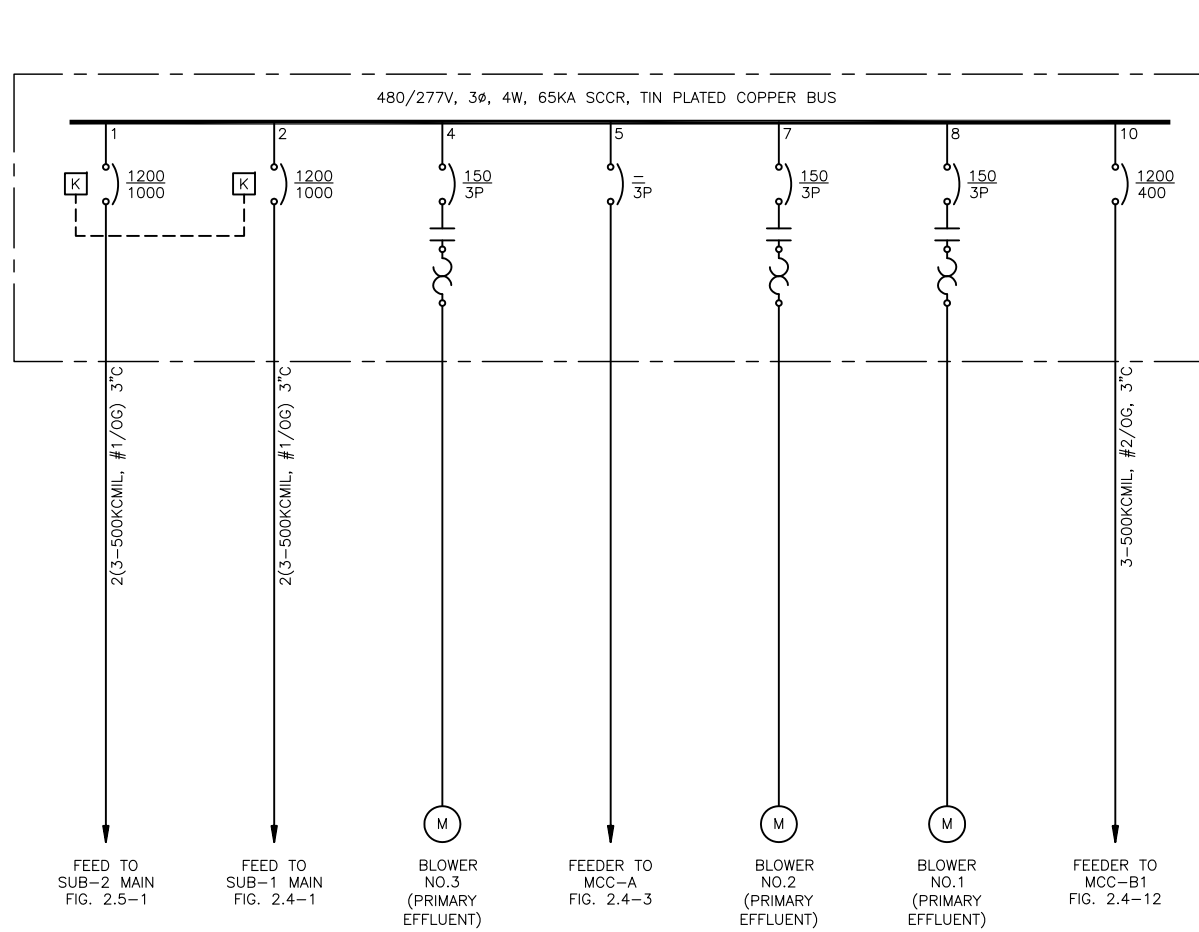 480/277V, 3ø, 4W, 65KA SCCR, TIN PLATED COPPER BUS
1
2
4
5
7
8
10
K
1200
1000
K
1200
1000
150
3P
–
3P
150
3P
150
3P
1200
400
2(3-500KCMIL, #1/0G) 3"C
2(3-500KCMIL, #1/0G) 3"C
3-500KCMIL, #2/0G, 3"C
M
M
M
FEED TO
SUB-2 MAIN
FIG. 2.5-1
FEED TO
SUB-1 MAIN
FIG. 2.4-1
BLOWER
NO.3
(PRIMARY
EFFLUENT)
FEEDER TO
MCC-A
FIG. 2.4-3
BLOWER
NO.2
(PRIMARY
EFFLUENT)
BLOWER
NO.1
(PRIMARY
EFFLUENT)
FEEDER TO
MCC-B1
FIG. 2.4-12